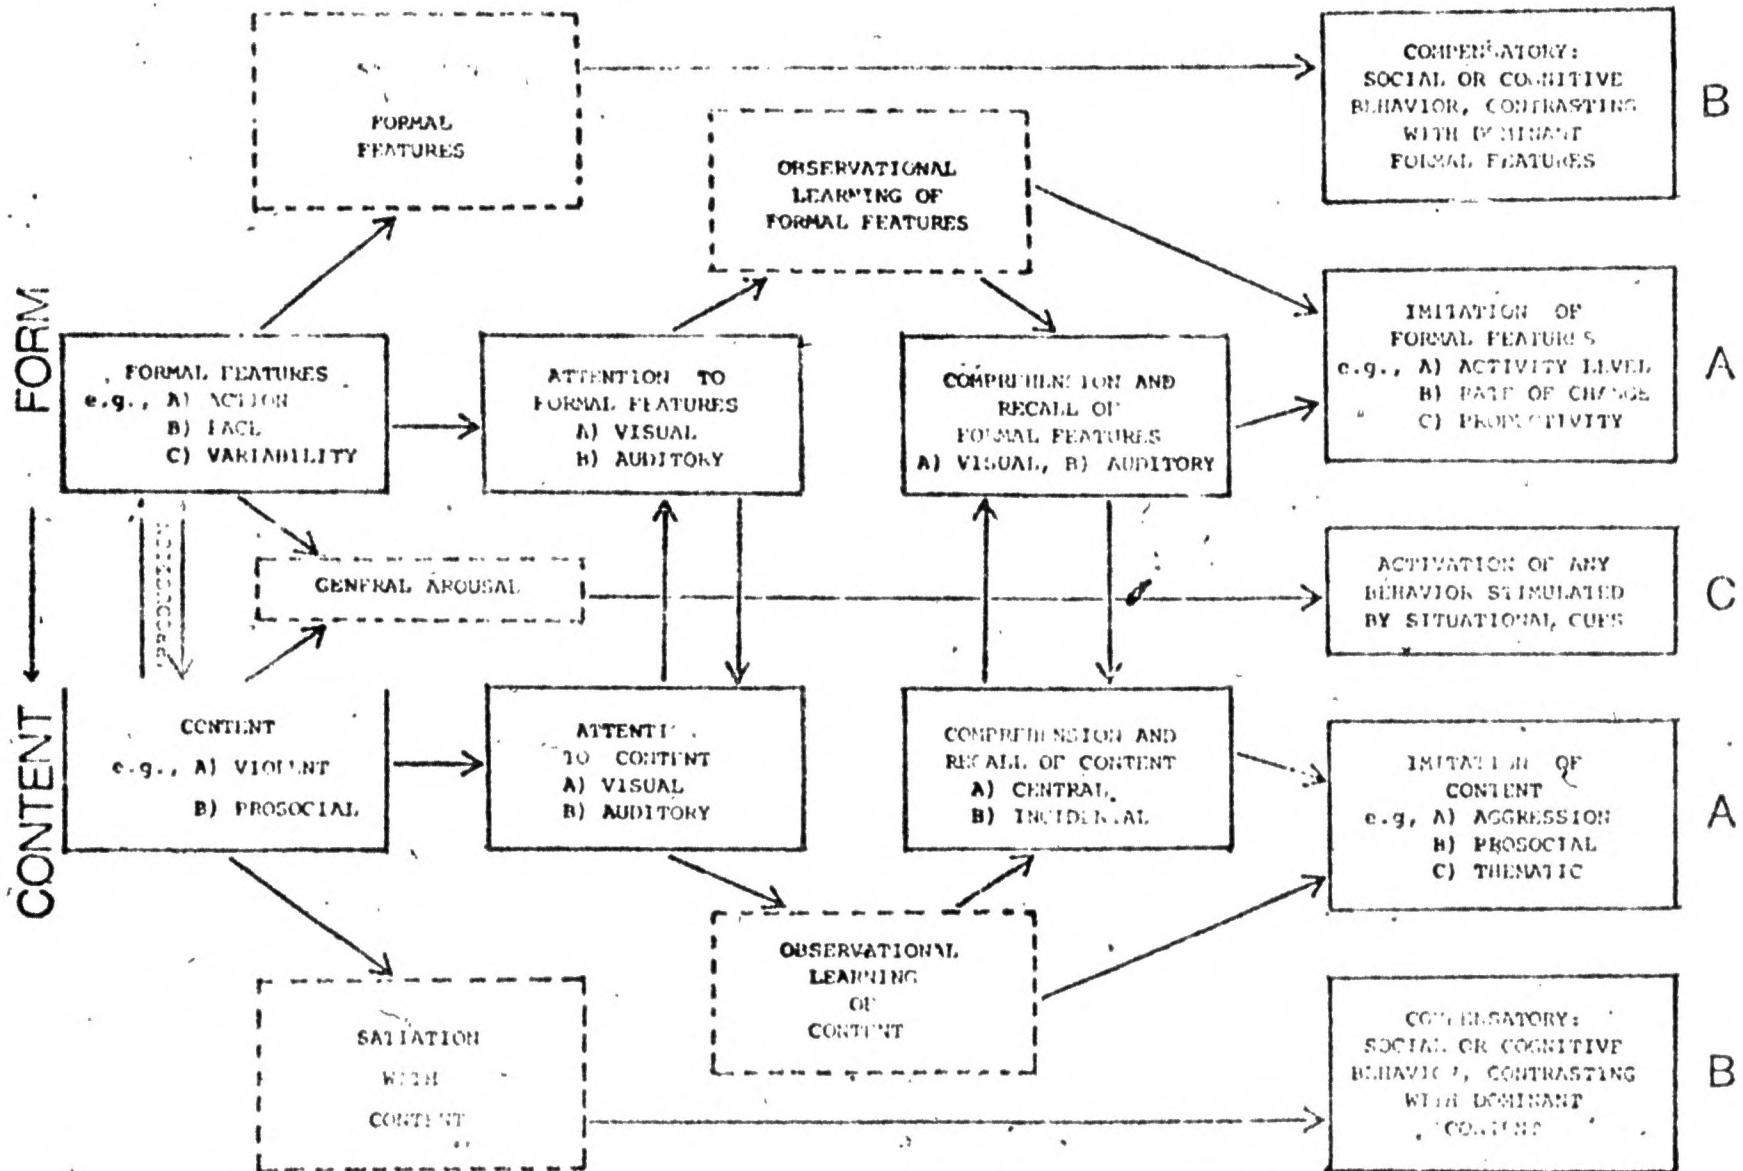 FORMAL
FEATURES
COMPENSATORY:
SOCIAL OR COGNITIVE
BEHAVIOR, CONTRASTING
WITH DOMINANT
FORMAL FEATURES
B
OBSERVATIONAL
LEARNING OF
FORMAL FEATURES
FORM
FORMAL FEATURES
e.g., A) ACTION
B) PACE
C) VARIABILITY
ATTENTION TO
FORMAL FEATURES
A) VISUAL
B) AUDITORY
COMPREHENSION AND
RECALL OF
FORMAL FEATURES
A) VISUAL, B) AUDITORY
IMITATION OF
FORMAL FEATURES
e.g., A) ACTIVITY LEVEL
B) RATE OF CHANGE
C) PRODUCTIVITY
A
PRODUCTION
GENERAL AROUSAL
ACTIVATION OF ANY
BEHAVIOR STIMULATED
BY SITUATIONAL CUES
C
CONTENT
CONTENT
e.g., A) VIOLENT
B) PROSOCIAL
ATTENTION
TO CONTENT
A) VISUAL
B) AUDITORY
COMPREHENSION AND
RECALL OF CONTENT
A) CENTRAL
B) INCIDENTAL
IMITATION OF
CONTENT
e.g, A) AGGRESSION
B) PROSOCIAL
C) THEMATIC
A
OBSERVATIONAL
LEARNING
OF
CONTENT
SATIATION
WITH
CONTENT
COMPENSATORY:
SOCIAL OR COGNITIVE
BEHAVIOR, CONTRASTING
WITH DOMINANT
CONTENT
B